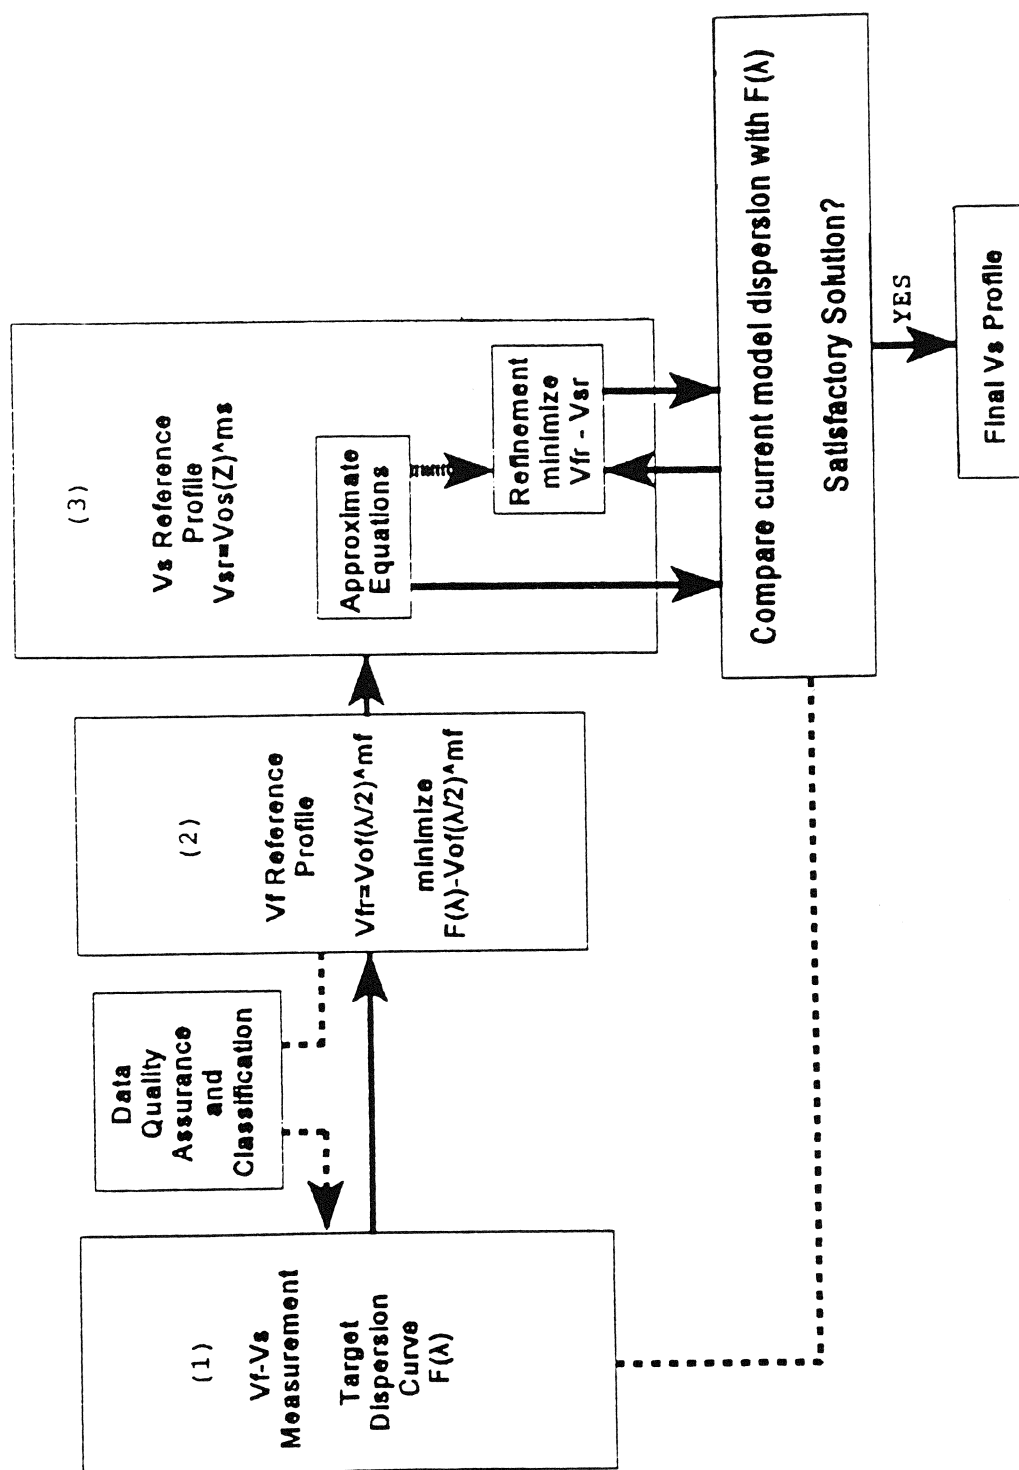 (1)
Vf-Vs
Measurement
Target
Dispersion
Curve
F(λ)
Data
Quality
Assurance
and
Classification
(2)
Vf Reference
Profile
Vfr=Vof(λ/2)^mf
minimize
F(λ)-Vof(λ/2)^mf
(3)
Vs Reference
Profile
Vsr=Vos(Z)^ms
Approximate
Equations
Refinement
minimize
Vfr - Vsr
Compare current model dispersion with F(λ)
Satisfactory Solution?
YES
Final Vs Profile